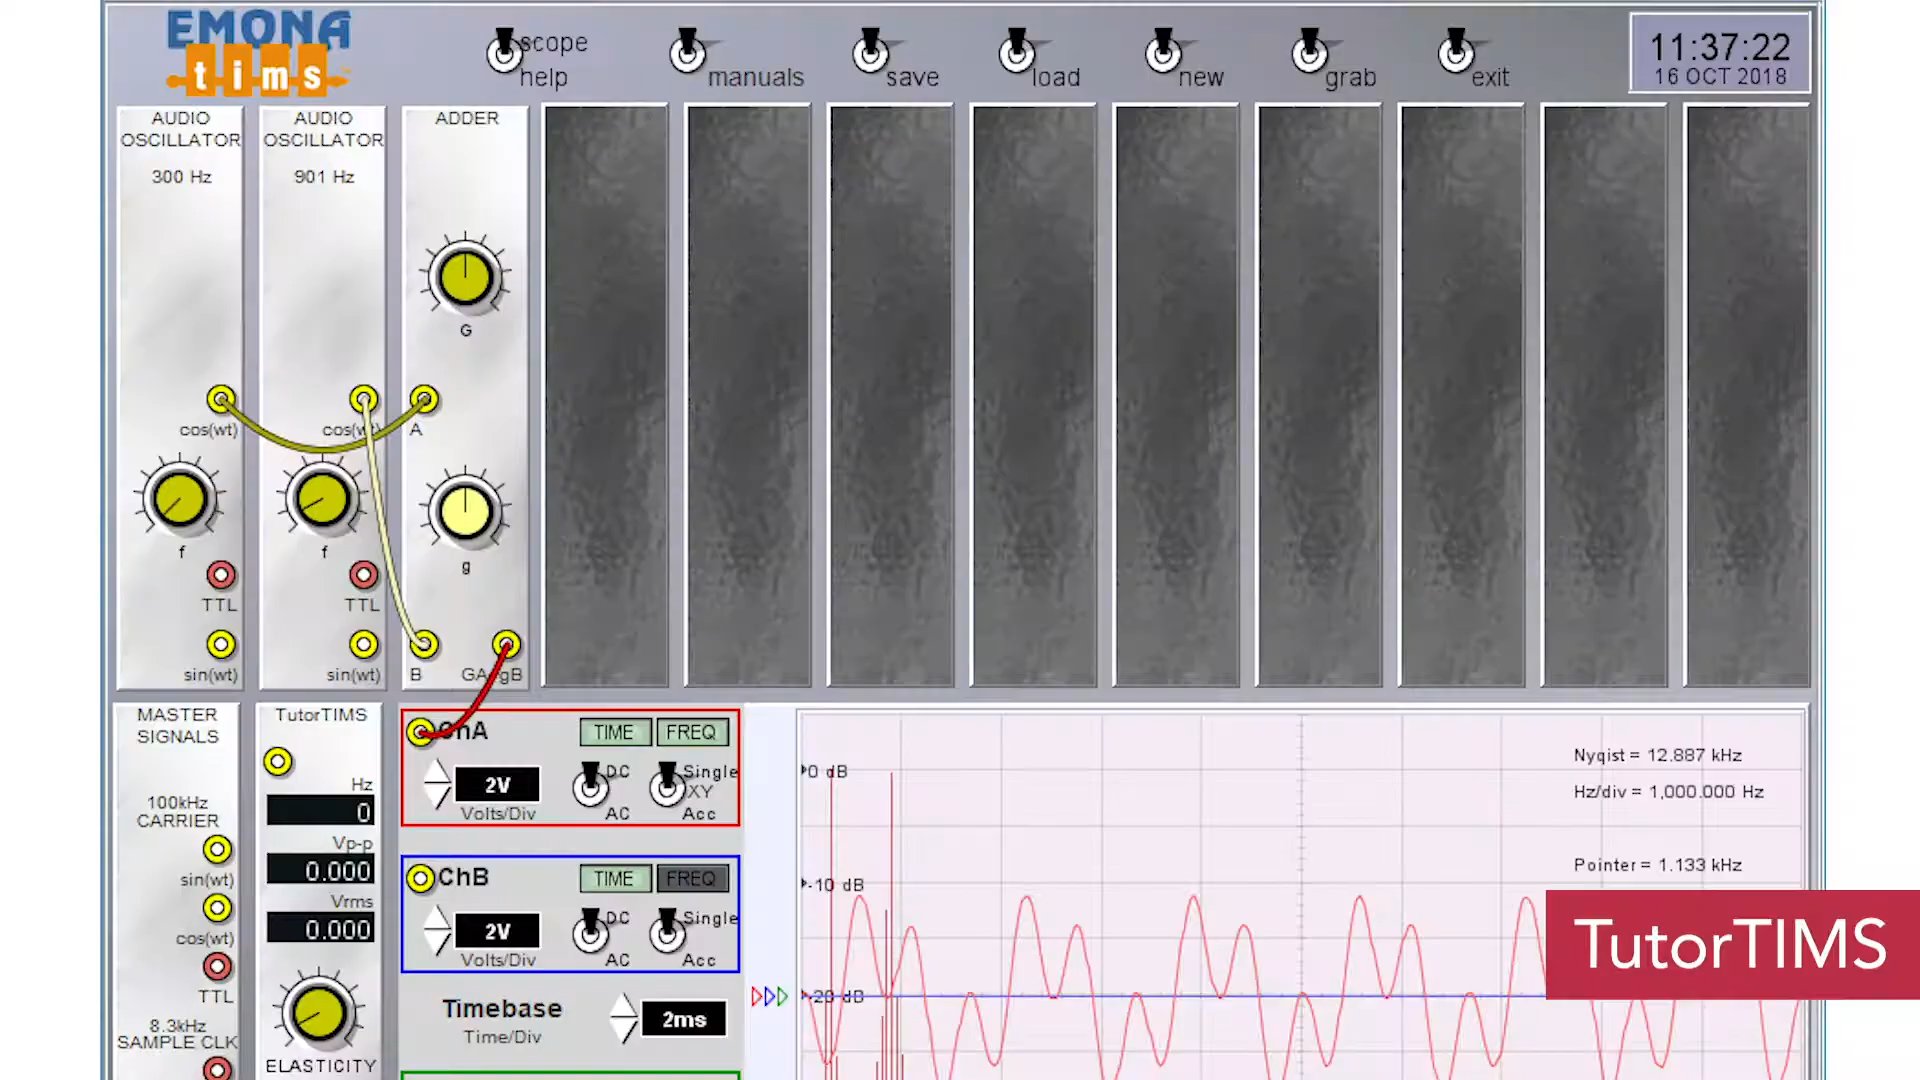 EMONA
tims
scope
help
manuals
save
load
new
grab
exit
11:37:22
16 OCT 2018
AUDIO
OSCILLATOR
300 Hz
cos(wt)
f
TTL
sin(wt)
AUDIO
OSCILLATOR
901 Hz
cos(wt)
f
TTL
sin(wt)
ADDER
G
A
g
B
GA+gB
MASTER
SIGNALS
100kHz
CARRIER
sin(wt)
cos(wt)
TTL
8.3kHz
SAMPLE CLK
TutorTIMS
Hz
0
Vp-p
0.000
Vrms
0.000
ELASTICITY
ChA
TIME
FREQ
2V
Volts/Div
DC
AC
Single
XY
Acc
ChB
TIME
FREQ
2V
Volts/Div
DC
AC
Single
Acc
Timebase
Time/Div
2ms
0 dB
-10 dB
-20 dB
Nyqist = 12.887 kHz
Hz/div = 1,000.000 Hz
Pointer = 1.133 kHz
TutorTIMS